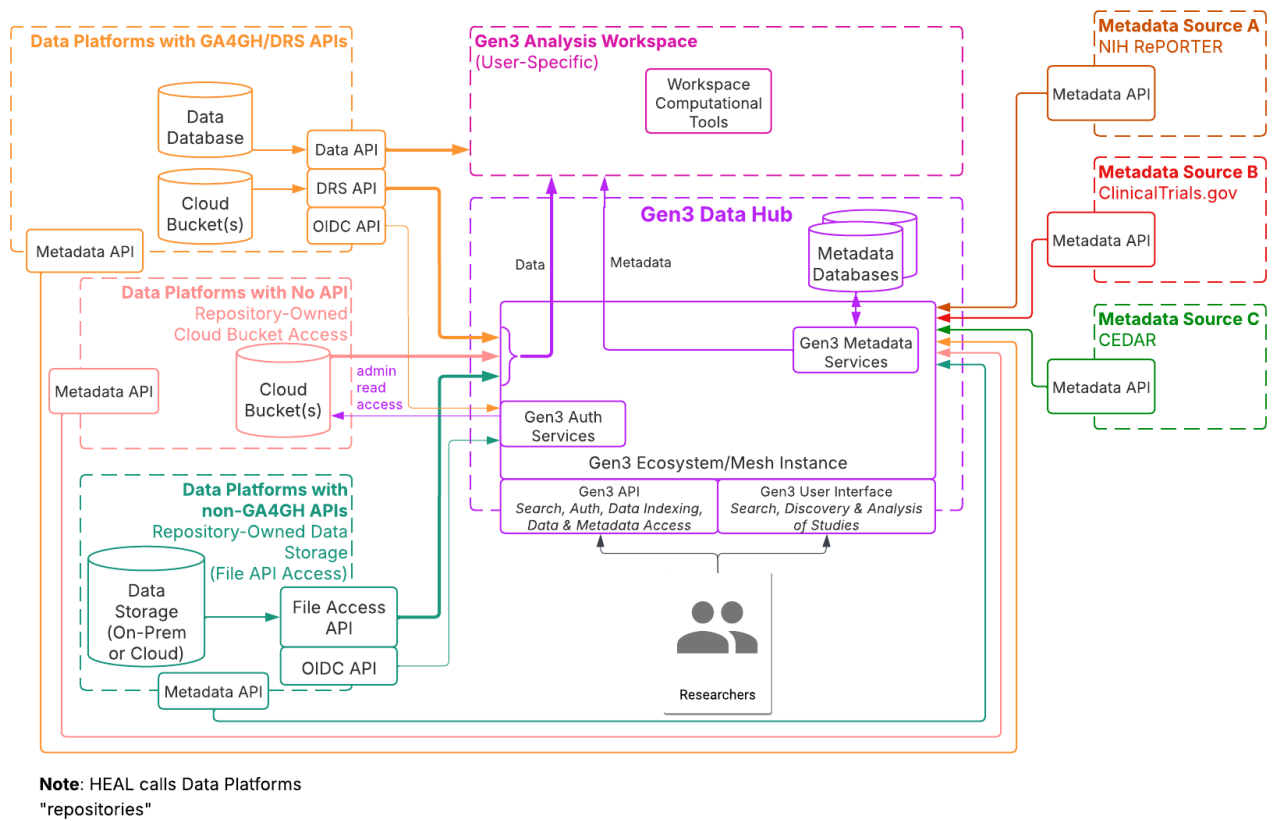 Data Platforms with GA4GH/DRS APIs
Data
Database
Data API
DRS API
Cloud
Bucket(s)
OIDC API
Metadata API
Gen3 Analysis Workspace
(User-Specific)
Workspace
Computational
Tools
Metadata Source A
NIH RePORTER
Metadata API
Metadata Source B
ClinicalTrials.gov
Metadata API
Metadata Source C
CEDAR
Metadata API
Data Platforms with No API
Repository-Owned
Cloud Bucket Access
Cloud
Bucket(s)
Metadata API
admin
read
access
Gen3 Data Hub
Data
Metadata
Metadata
Databases
Gen3 Metadata
Services
Gen3 Auth
Services
Gen3 Ecosystem/Mesh Instance
Gen3 API
Search, Auth, Data Indexing,
Data & Metadata Access
Gen3 User Interface
Search, Discovery & Analysis
of Studies
Data Platforms with
non-GA4GH APIs
Repository-Owned Data
Storage
(File API Access)
Data
Storage
(On-Prem
or Cloud)
File Access
API
OIDC API
Metadata API
Researchers
Note: HEAL calls Data Platforms
"repositories"